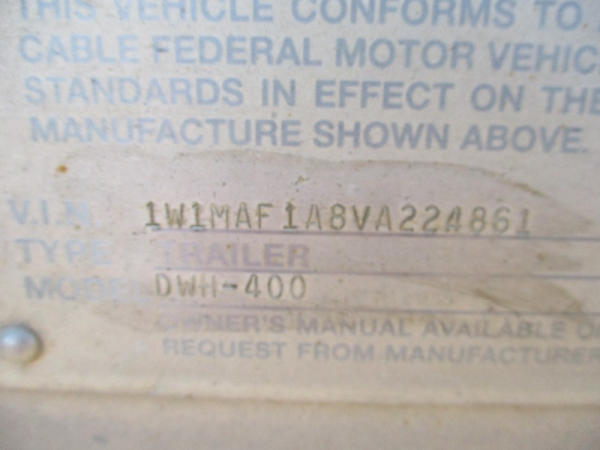 THIS VEHICLE CONFORMS TO
CABLE FEDERAL MOTOR VEHIC
STANDARDS IN EFFECT ON THE
MANUFACTURE SHOWN ABOVE.
V.I.N. 1W1MAF1A8VA224861
TYPE TRAILER
MODEL DWH-400
OWNER'S MANUAL AVAILABLE O
REQUEST FROM MANUFACTURER